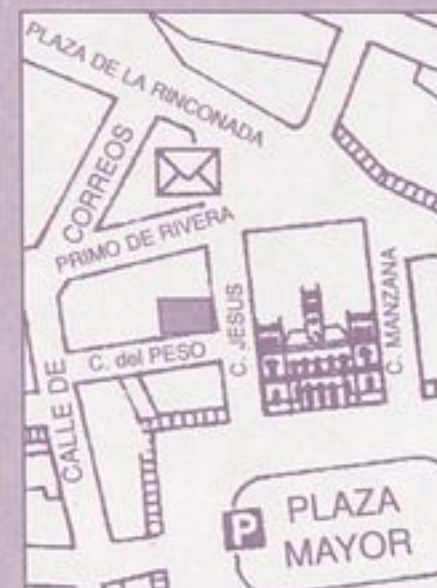 PLAZA DE LA RINCONADA
CORREOS
PRIMO DE RIVERA
C. JESUS
C. MANZANA
C. del PESO
CALLE DE
P
PLAZA
MAYOR